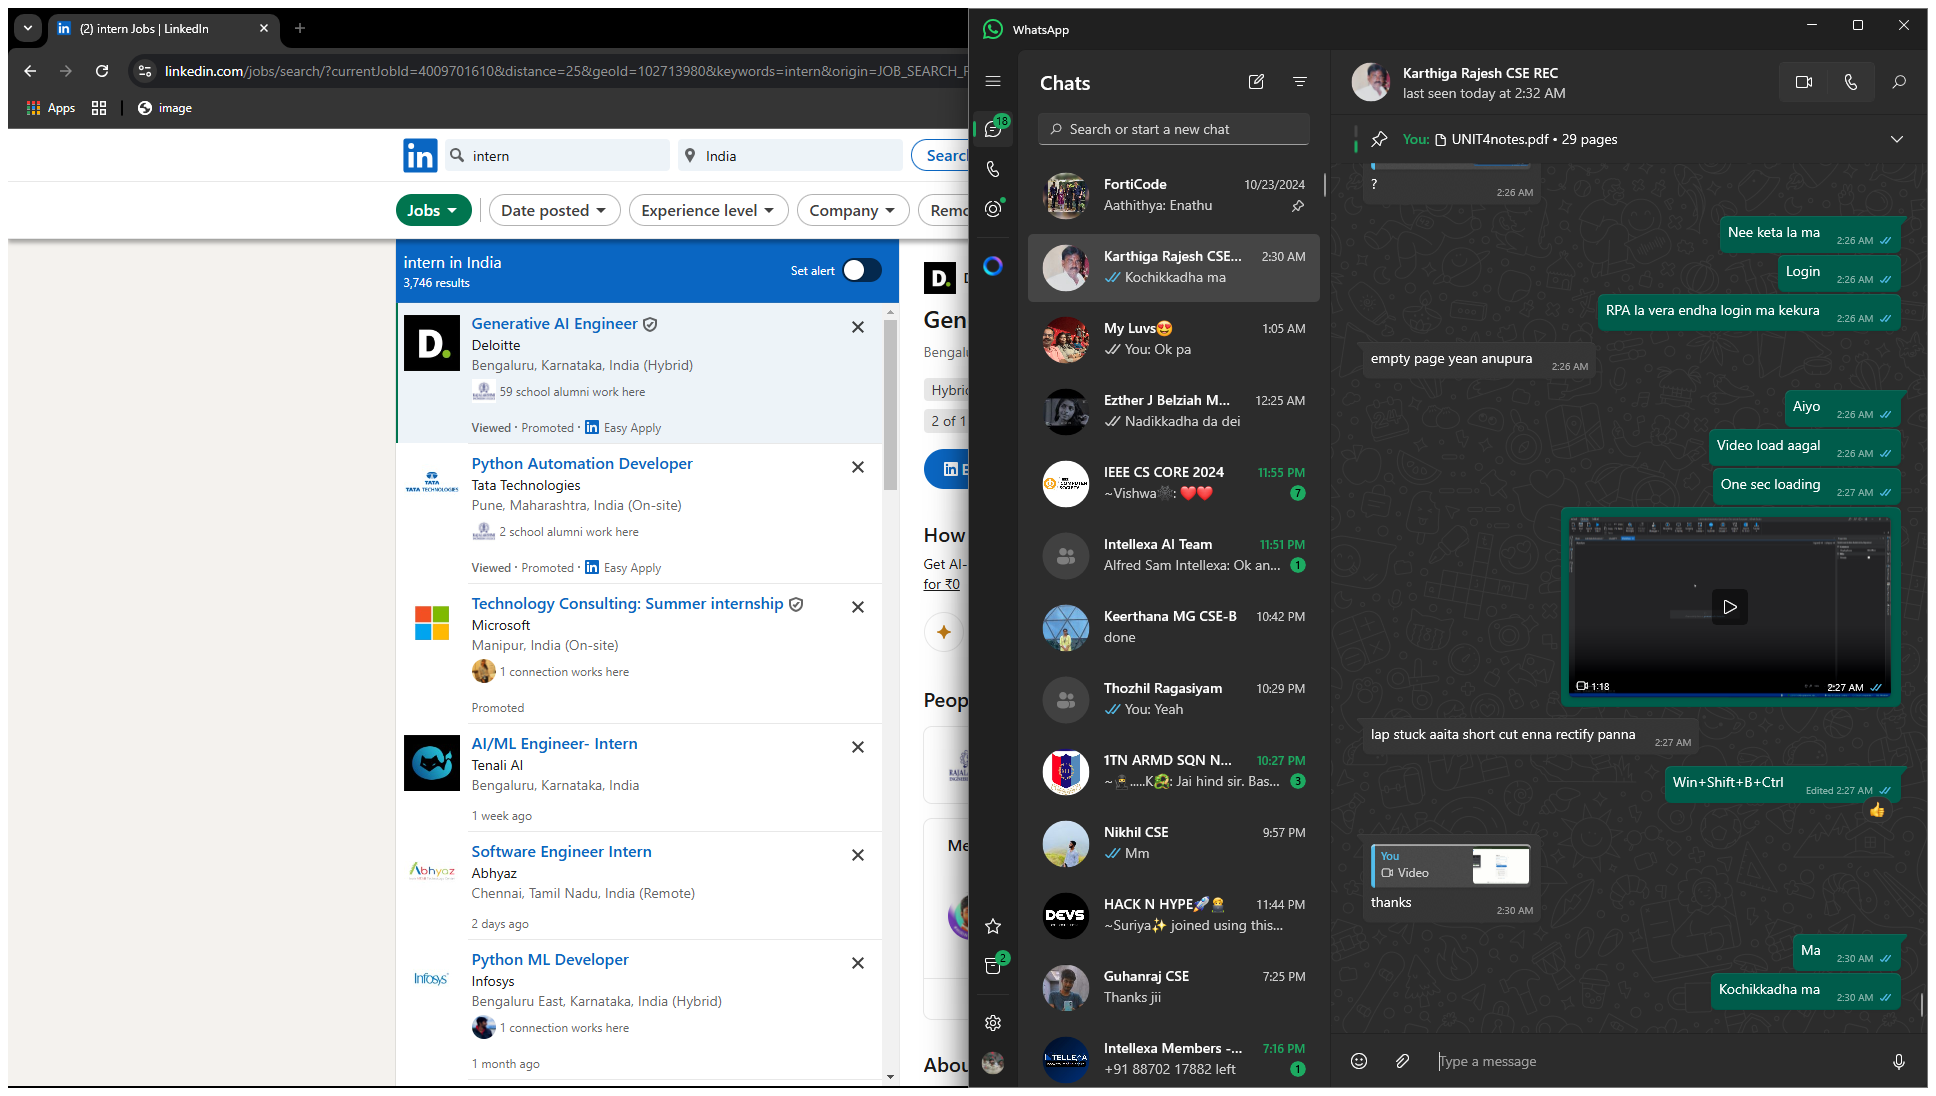 (2) intern Jobs | LinkedIn
linkedin.com/jobs/search/?currentJobId=4009701610&distance=25&geoId=102713980&keywords=intern&origin=JOB_SEARCH_
Apps
image
in
intern
India
Searc
Jobs
Date posted
Experience level
Company
Remo
intern in India
3,746 results
Set alert
D.
Generative AI Engineer
Deloitte
Bengaluru, Karnataka, India (Hybrid)
59 school alumni work here
Viewed · Promoted · in Easy Apply
TATA
TATA TECHNOLOGIES
Python Automation Developer
Tata Technologies
Pune, Maharashtra, India (On-site)
2 school alumni work here
Viewed · Promoted · in Easy Apply
Technology Consulting: Summer internship
Microsoft
Manipur, India (On-site)
1 connection works here
Promoted
AI/ML Engineer- Intern
Tenali AI
Bengaluru, Karnataka, India
1 week ago
Abhyaz
Software Engineer Intern
Abhyaz
Chennai, Tamil Nadu, India (Remote)
2 days ago
Infosys
Python ML Developer
Infosys
Bengaluru East, Karnataka, India (Hybrid)
1 connection works here
1 month ago
D.
Gen
Bengalu
Hybrid
2 of 1
in E
How
Get AI-
for ₹0
Peop
RAJAL
Me
Abou
WhatsApp
18
2
Chats
Search or start a new chat
FortiCode 10/23/2024
Aathithya: Enathu
Karthiga Rajesh CSE... 2:30 AM
Kochikkadha ma
My Luvs😍 1:05 AM
You: Ok pa
Ezther J Belziah M... 12:25 AM
Nadikkadha da dei
IEEE CS CORE 2024 11:55 PM
~Vishwa🕷: ❤️❤️ 7
Intellexa AI Team 11:51 PM
Alfred Sam Intellexa: Ok an... 1
Keerthana MG CSE-B 10:42 PM
done
Thozhil Ragasiyam 10:29 PM
You: Yeah
1TN ARMD SQN N... 10:27 PM
~🥷.....K🐲: Jai hind sir. Bas... 3
Nikhil CSE 9:57 PM
Mm
DEVS
HACK N HYPE🚀 11:44 PM
~Suriya✨ joined using this...
Guhanraj CSE 7:25 PM
Thanks jii
INTELLEXA
Intellexa Members -... 7:16 PM
+91 88702 17882 left 1
Karthiga Rajesh CSE REC
last seen today at 2:32 AM
You: UNIT4notes.pdf • 29 pages
? 2:26 AM
Nee keta la ma 2:26 AM
Login 2:26 AM
RPA la vera endha login ma kekura 2:26 AM
empty page yean anupura 2:26 AM
Aiyo 2:26 AM
Video load aagal 2:26 AM
One sec loading 2:27 AM
1:18 2:27 AM
lap stuck aaita short cut enna rectify panna 2:27 AM
Win+Shift+B+Ctrl Edited 2:27 AM
👍
You
Video
thanks 2:30 AM
Ma 2:30 AM
Kochikkadha ma 2:30 AM
Type a message